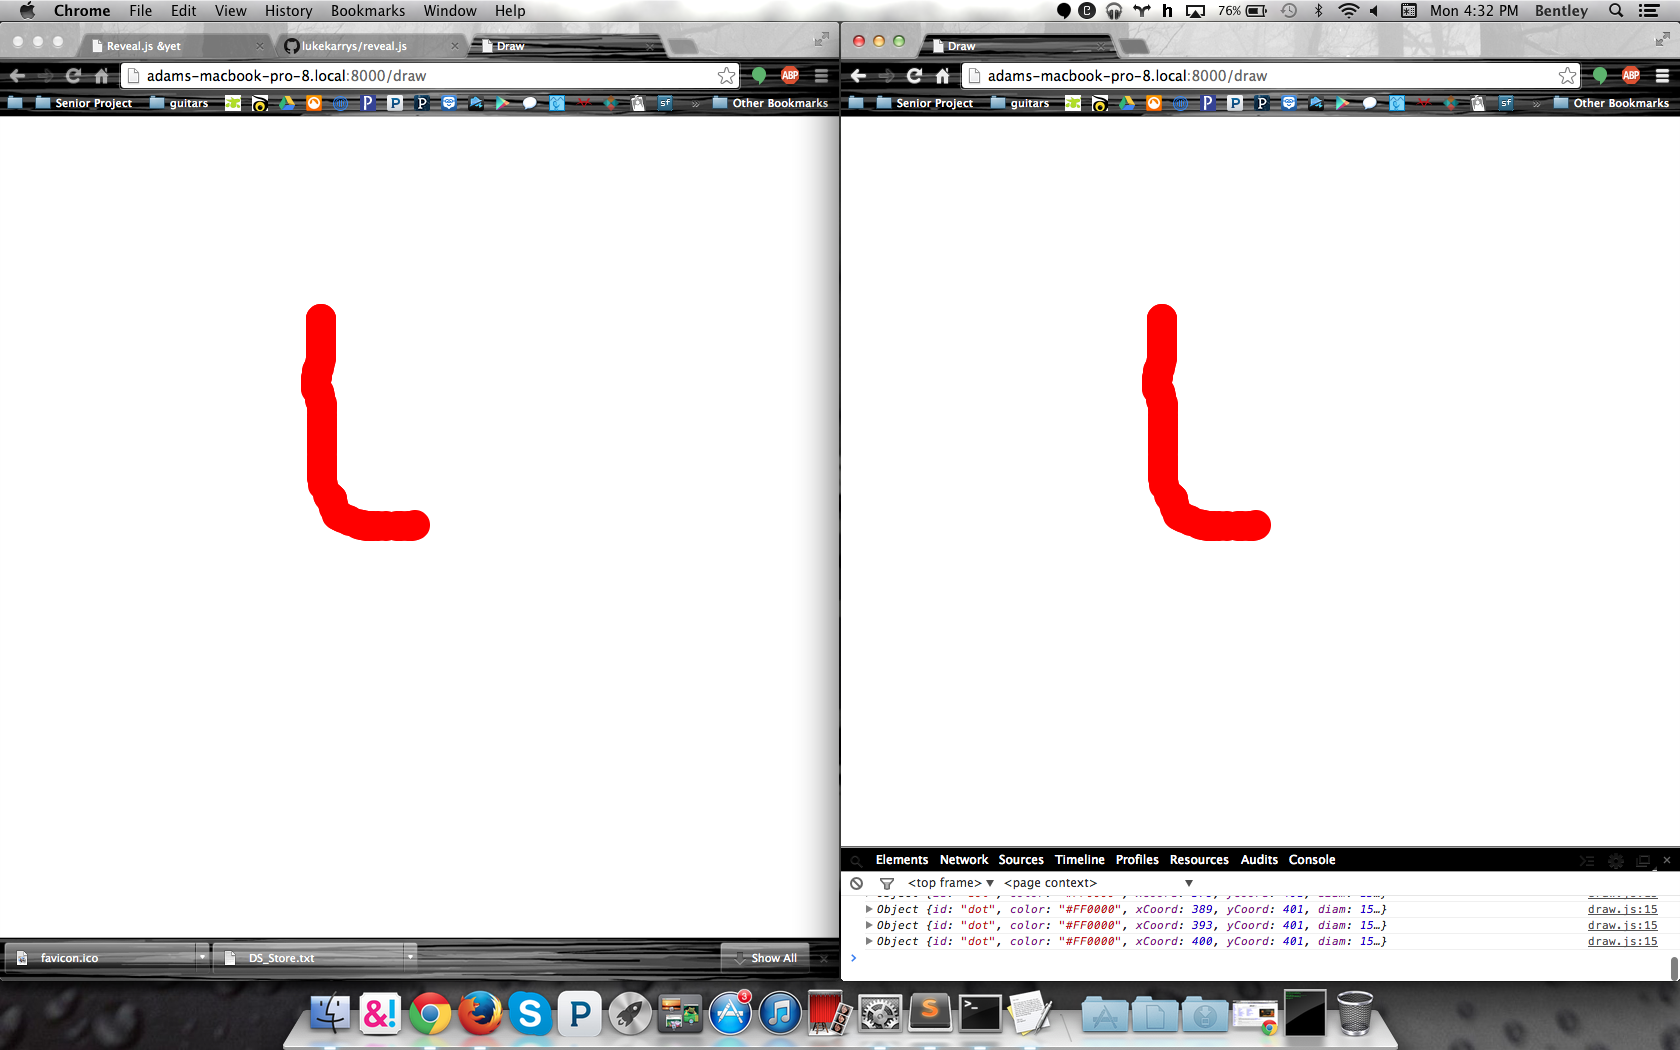 Chrome File Edit View History Bookmarks Window Help
76% Mon 4:32 PM Bentley
Reveal.js &yet
lukekarrys/reveal.js
Draw
adams-macbook-pro-8.local:8000/draw
ABP
Senior Project
guitars
sf
»
Other Bookmarks
Draw
adams-macbook-pro-8.local:8000/draw
ABP
Senior Project
guitars
sf
»
Other Bookmarks
Elements Network Sources Timeline Profiles Resources Audits Console
<top frame> <page context>
Object {id: "dot", color: "#FF0000", xCoord: 389, yCoord: 401, diam: 15…} draw.js:15
Object {id: "dot", color: "#FF0000", xCoord: 393, yCoord: 401, diam: 15…} draw.js:15
Object {id: "dot", color: "#FF0000", xCoord: 400, yCoord: 401, diam: 15…} draw.js:15
favicon.ico
DS_Store.txt
Show All
&!
S
P
3
S